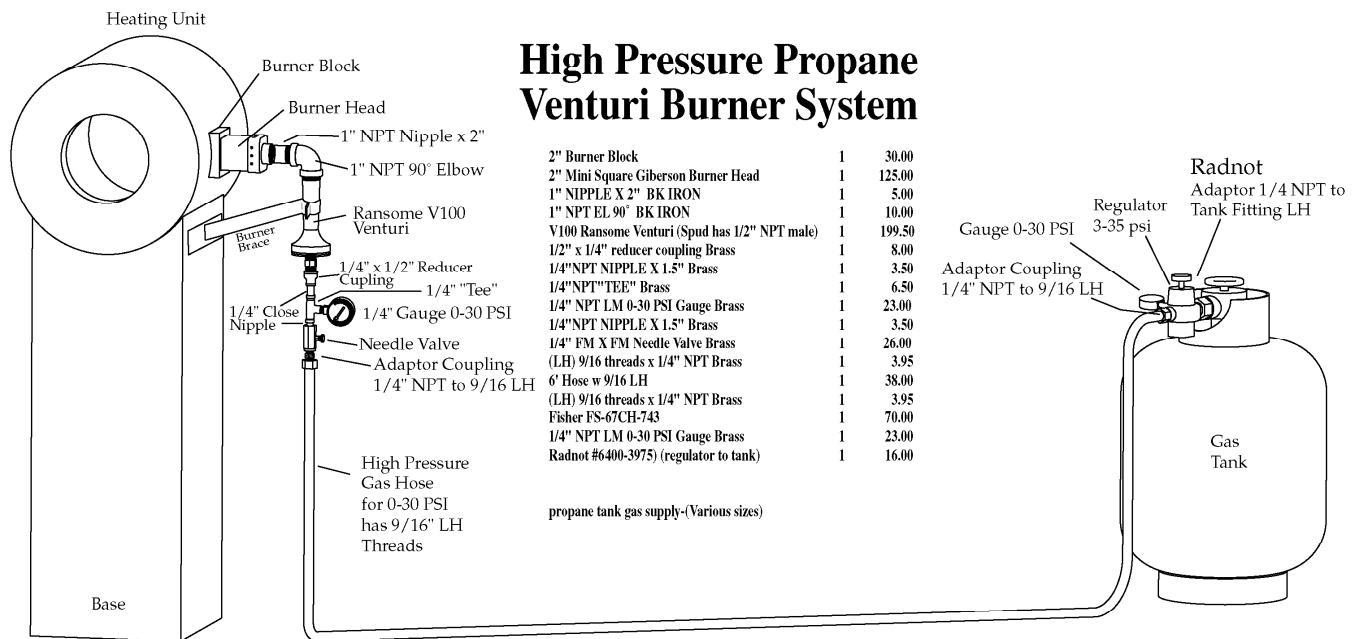 Heating Unit
Burner Block
Burner Head
1" NPT Nipple x 2"
1" NPT 90° Elbow
Ransome V100
Venturi
Burner
Brace
1/4" x 1/2" Reducer
Cupling
1/4" "Tee"
1/4" Close
Nipple
1/4" Gauge 0-30 PSI
Needle Valve
Adaptor Coupling
1/4" NPT to 9/16 LH
High Pressure
Gas Hose
for 0-30 PSI
has 9/16" LH
Threads
Base
High Pressure Propane
Venturi Burner System
2" Burner Block 1 30.00
2" Mini Square Giberson Burner Head 1 125.00
1" NIPPLE X 2" BK IRON 1 5.00
1" NPT EL 90° BK IRON 1 10.00
V100 Ransome Venturi (Spud has 1/2" NPT male) 1 199.50
1/2" x 1/4" reducer coupling Brass 1 8.00
1/4"NPT NIPPLE X 1.5" Brass 1 3.50
1/4"NPT"TEE" Brass 1 6.50
1/4" NPT LM 0-30 PSI Gauge Brass 1 23.00
1/4"NPT NIPPLE X 1.5" Brass 1 3.50
1/4" FM X FM Needle Valve Brass 1 26.00
(LH) 9/16 threads x 1/4" NPT Brass 1 3.95
6' Hose w 9/16 LH 1 38.00
(LH) 9/16 threads x 1/4" NPT Brass 1 3.95
Fisher FS-67CH-743 1 70.00
1/4" NPT LM 0-30 PSI Gauge Brass 1 23.00
Radnot #6400-3975) (regulator to tank) 1 16.00
propane tank gas supply-(Various sizes)
Radnot
Adaptor 1/4 NPT to
Tank Fitting LH
Regulator
3-35 psi
Gauge 0-30 PSI
Adaptor Coupling
1/4" NPT to 9/16 LH
Gas
Tank